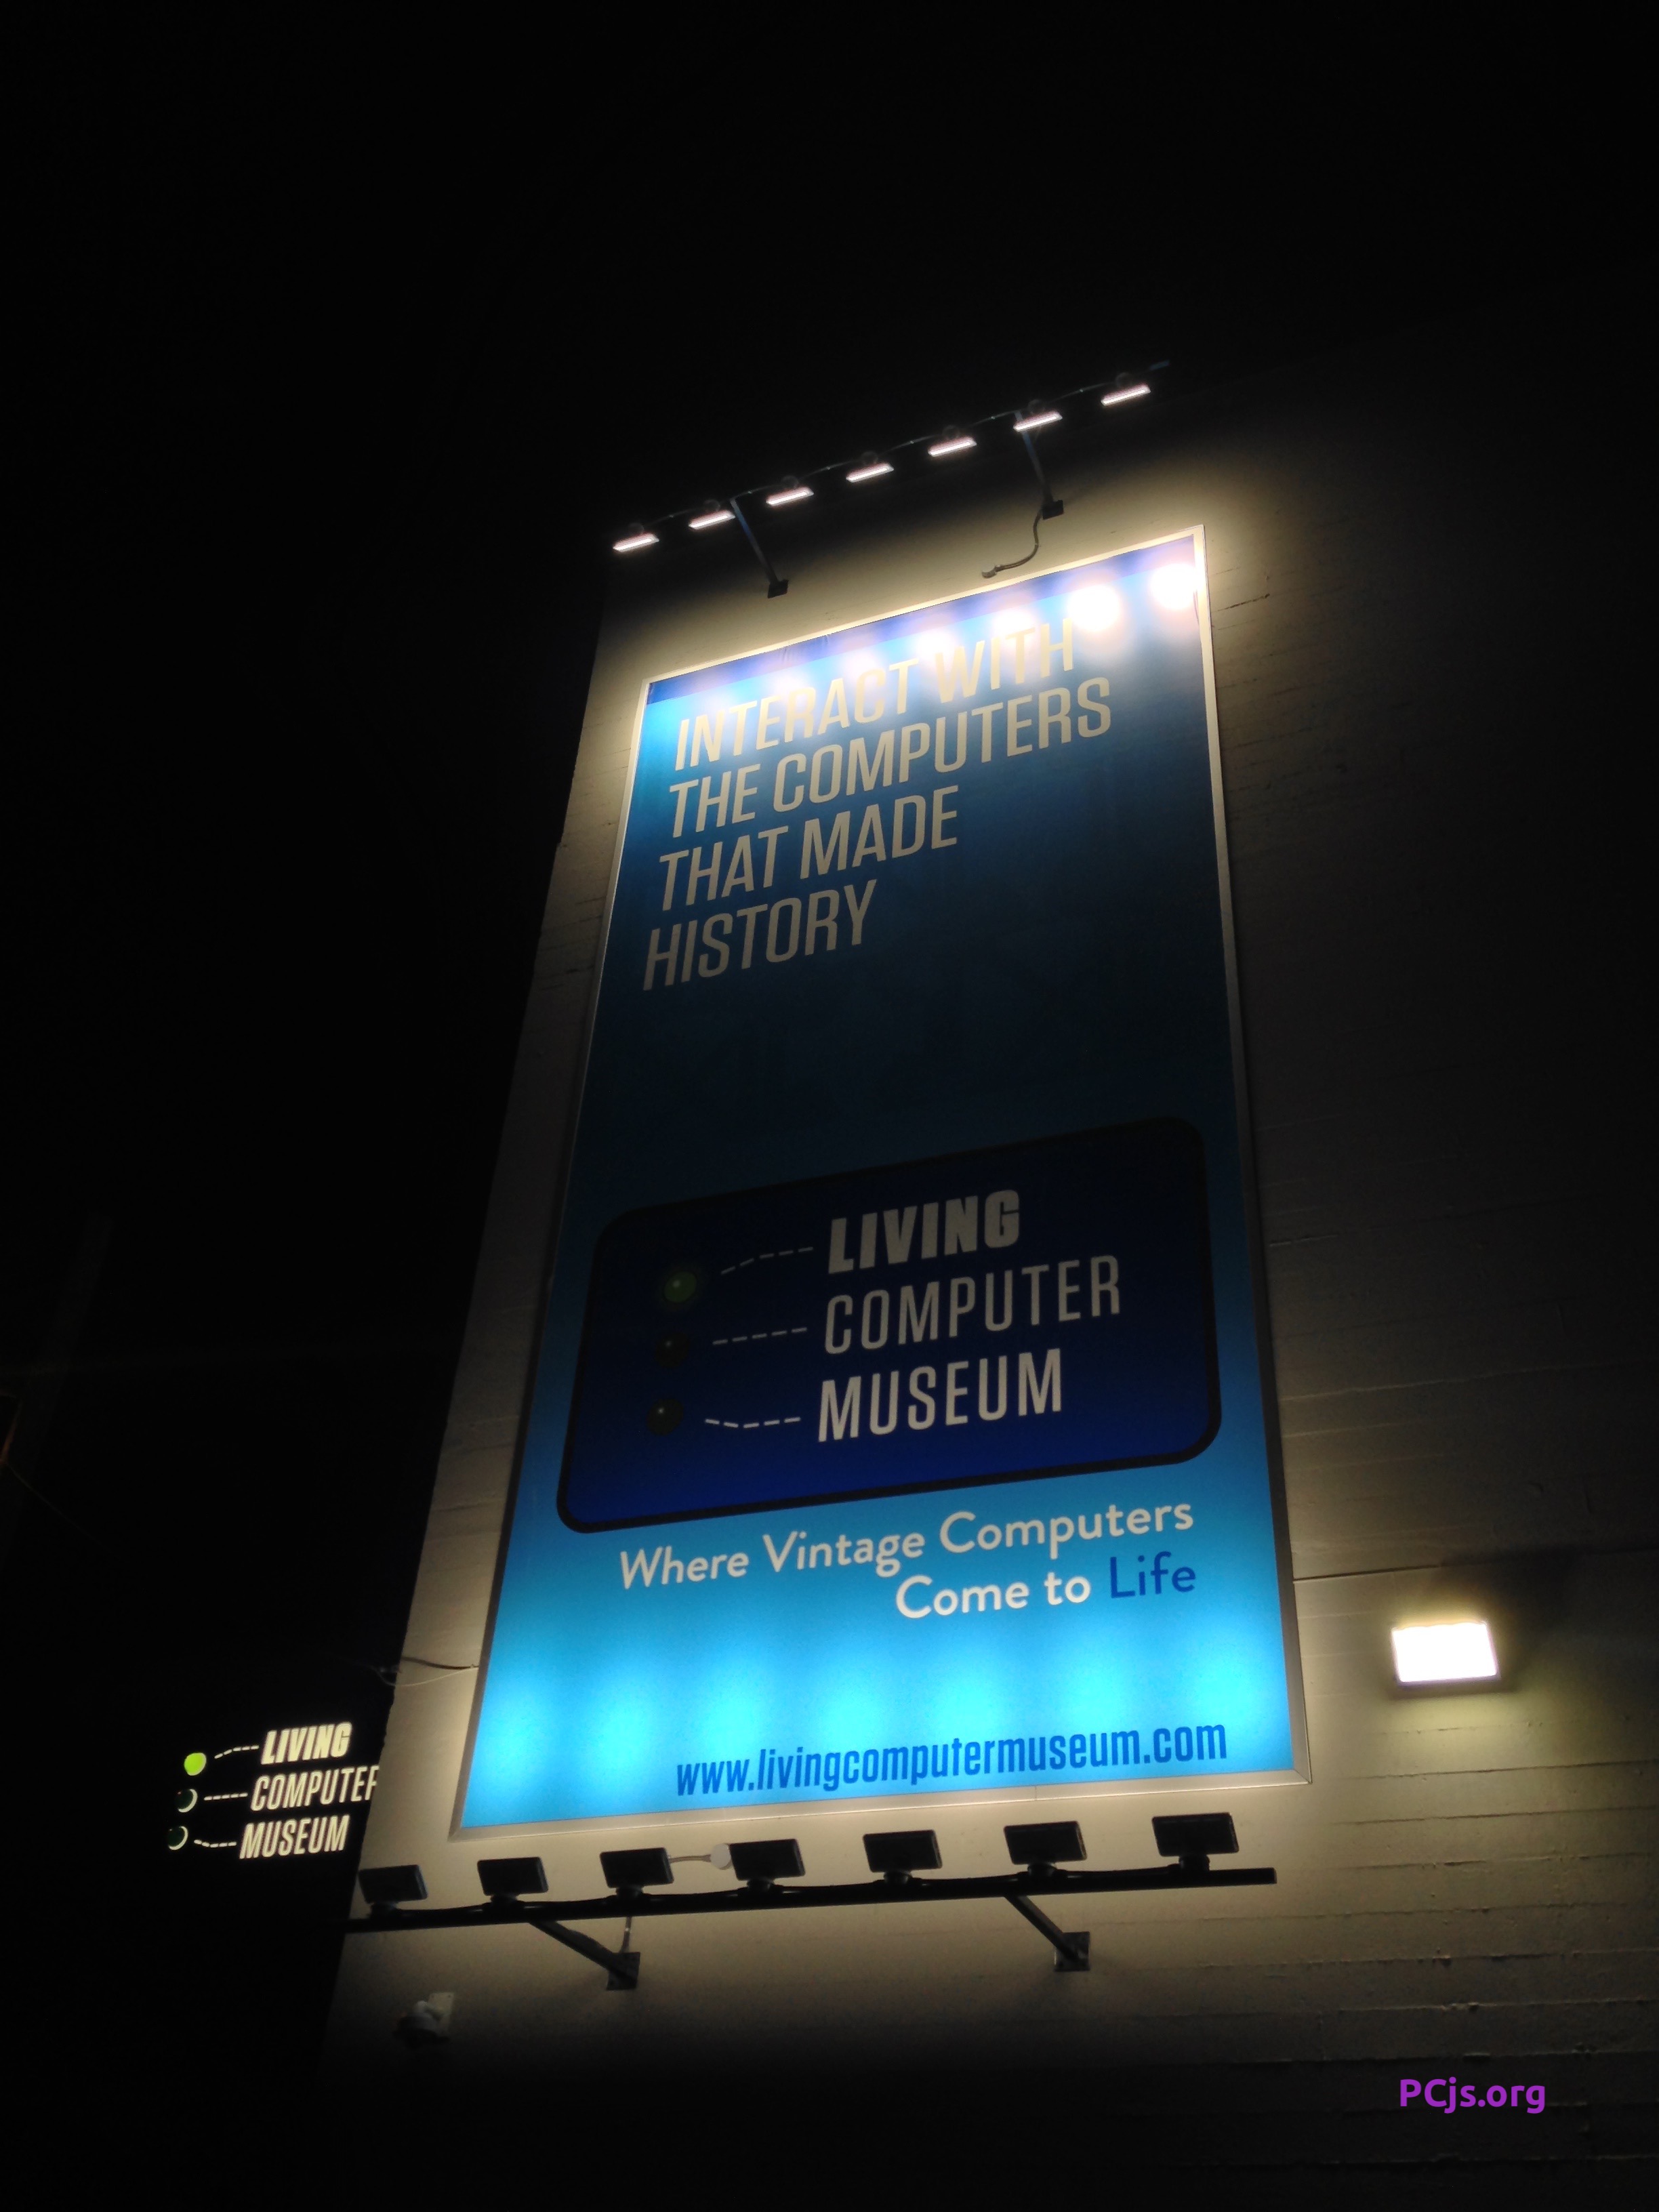 INTERACT WITH
THE COMPUTERS
THAT MADE
HISTORY
LIVING
COMPUTER
MUSEUM
Where Vintage Computers
Come to Life
www.livingcomputermuseum.com
LIVING
COMPUTER
MUSEUM
PCjs.org